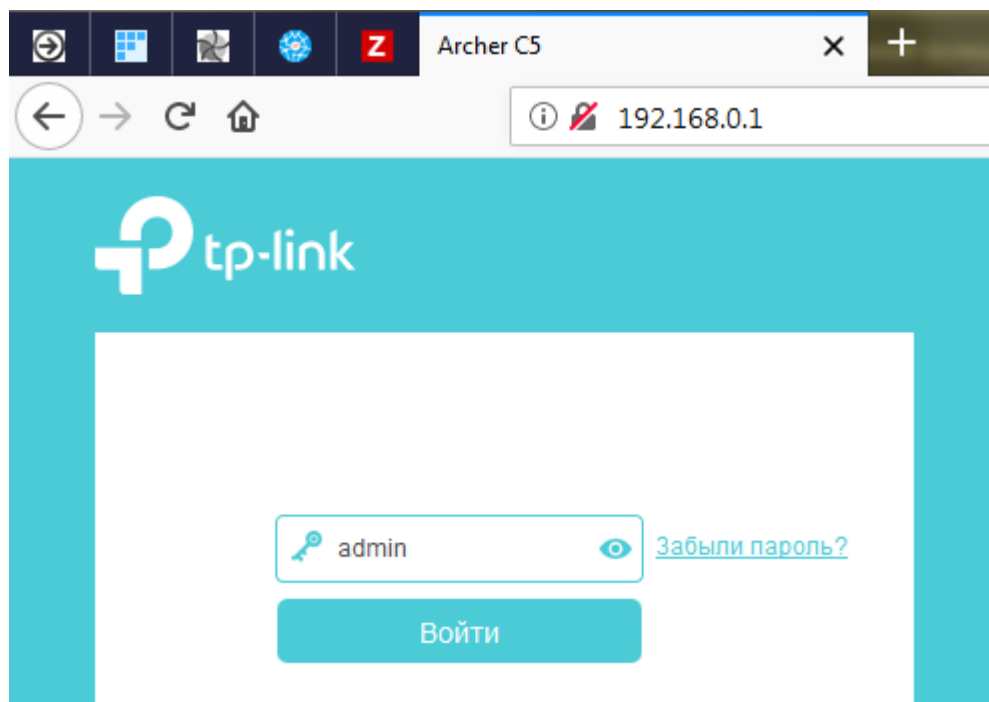 Z
Archer C5
192.168.0.1
tp-link
admin
Забыли пароль?
Войти